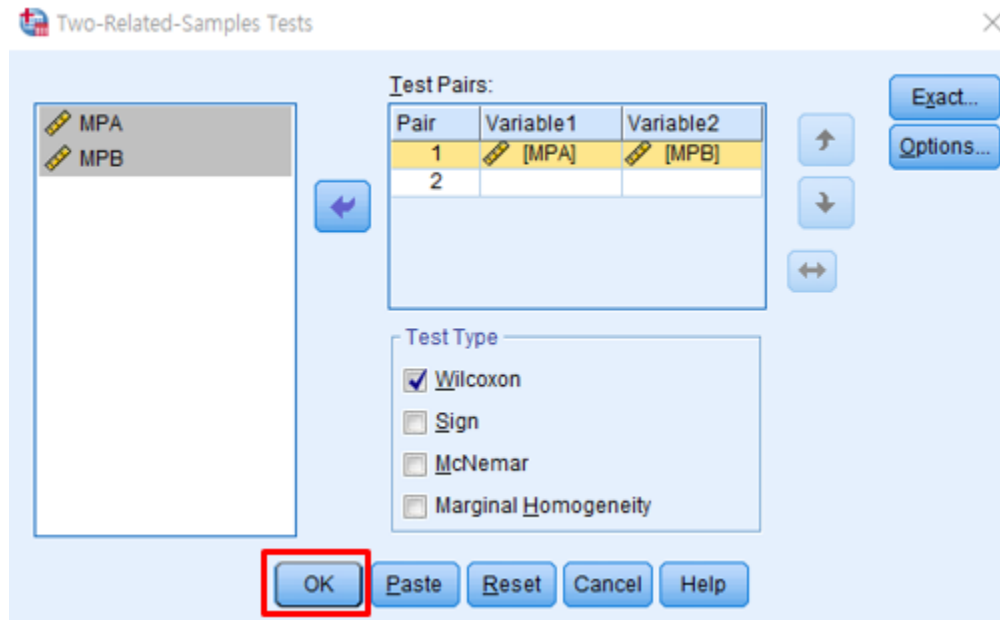 Two-Related-Samples Tests
Test Pairs:
MPA
MPB
Pair Variable1 Variable2
1 [MPA] [MPB]
2
Exact...
Options...
Test Type
Wilcoxon
Sign
McNemar
Marginal Homogeneity
OK Paste Reset Cancel Help